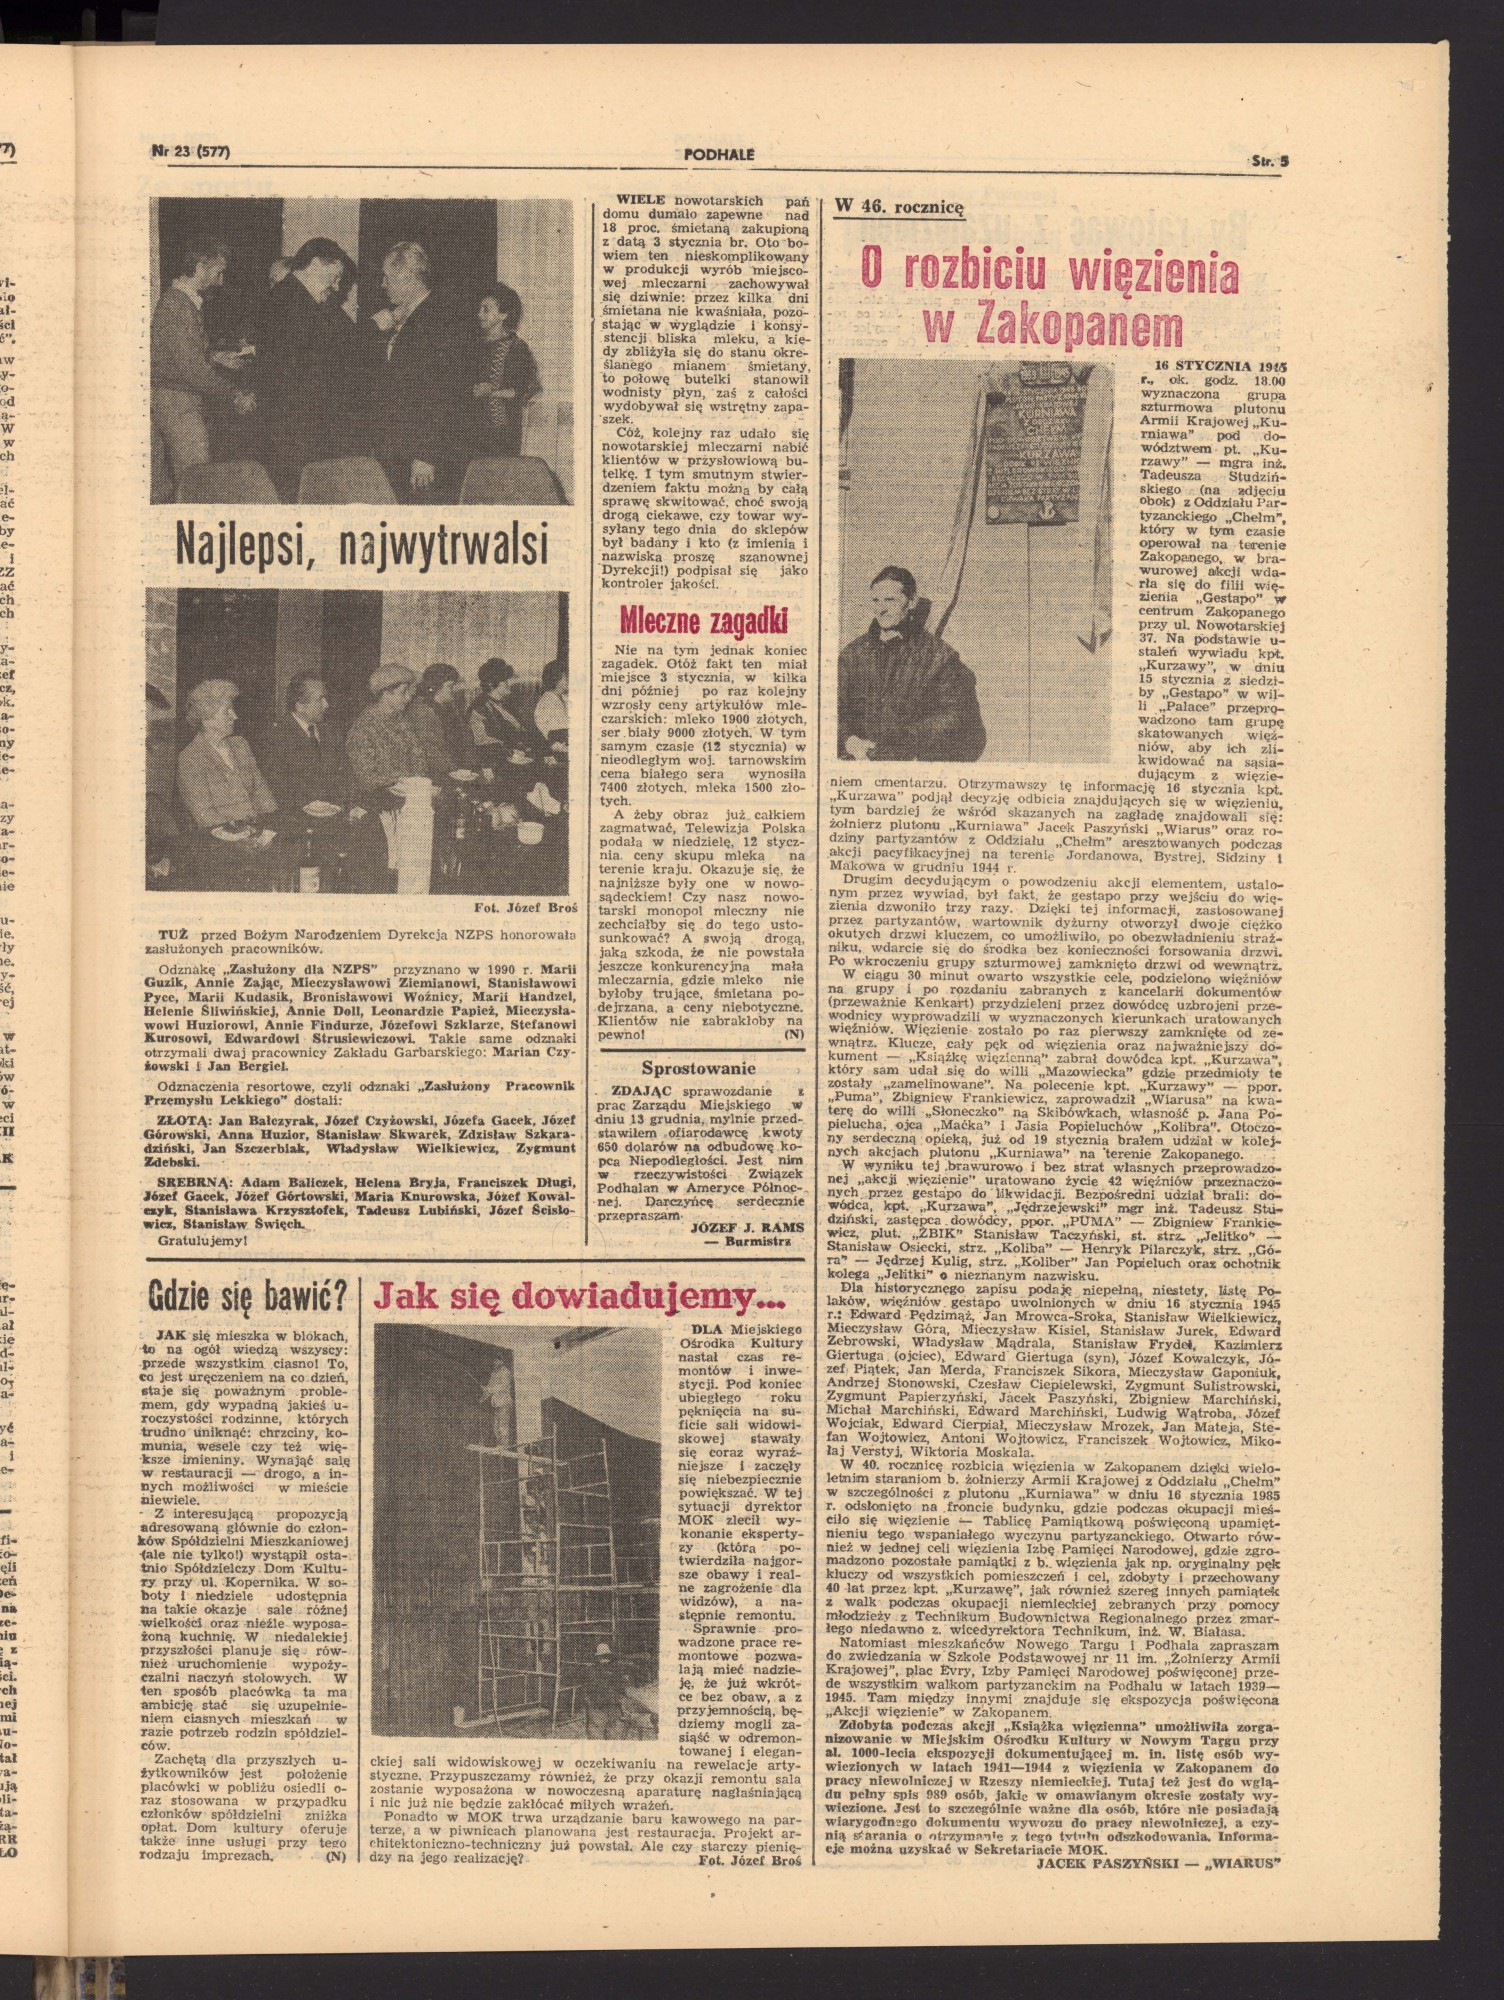 Nr 23 (577)
PODHALE
Str. 5
Najlepsi, najwytrwalsi
Fot. Józef Broś
TUŻ przed Bożym Narodzeniem Dyrekcja NZPS honorowała
zasłużonych pracowników.
Odznakę „Zasłużony dla NZPS" przyznano w 1990 r. Marii
Guzik, Annie Zając, Mieczysławowi Ziemianowi, Stanisławowi
Pyce, Marii Kudasik, Bronisławowi Woźnicy, Marii Handzel,
Helenie Śliwińskiej, Annie Doll, Leonardzie Papież, Mieczysła-
wowi Huziorowi, Annie Findurze, Józefowi Szklarze, Stefanowi
Kurosowi, Edwardowi Strusiewiczowi. Takie same odznaki
otrzymali dwaj pracownicy Zakładu Garbarskiego: Marian Czy-
żowski i Jan Bergiel.
Odznaczenia resortowe, czyli odznaki „Zasłużony Pracownik
Przemysłu Lekkiego" dostali:
ZŁOTĄ: Jan Bałczyrak, Józef Czyżowski, Józefa Gacek, Józef
Górowski, Anna Huzior, Stanisław Skwarek, Zdzisław Szkara-
dziński, Jan Szczerbiak, Władysław Wielkiewicz, Zygmunt
Zdebski.
SREBRNĄ: Adam Baliczek, Helena Bryja, Franciszek Długi,
Józef Gacek, Józef Górtowski, Maria Knurowska, Józef Kowal-
czyk, Stanisława Krzysztofek, Tadeusz Lubiński, Józef Ścisło-
wicz, Stanisław Święch.
Gratulujemy!
WIELE nowotarskich pań
domu dumało zapewne nad
18 proc. śmietaną zakupioną
z datą 3 stycznia br. Oto bo-
wiem ten nieskomplikowany
w produkcji wyrób miejsco-
wej mleczarni zachowywał
się dziwnie: przez kilka dni
śmietana nie kwaśniała, pozo-
stając w wyglądzie i konsy-
stencji bliska mleku, a kie-
dy zbliżyła się do stanu okre-
ślanego mianem śmietany,
to połowę butelki stanowił
wodnisty płyn, zaś z całości
wydobywał się wstrętny zapa-
szek.
Cóż, kolejny raz udało się
nowotarskiej mleczarni nabić
klientów w przysłowiową bu-
telkę. I tym smutnym stwier-
dzeniem faktu można by całą
sprawę skwitować, choć swoją
drogą ciekawe, czy towar wy-
syłany tego dnia do sklepów
był badany i kto (z imienia i
nazwiska proszę szanownej
Dyrekcji!) podpisał się jako
kontroler jakości.
Mleczne zagadki
Nie na tym jednak koniec
zagadek. Otóż fakt ten miał
miejsce 3 stycznia, w kilka
dni później po raz kolejny
wzrosły ceny artykułów mle-
czarskich: mleko 1900 złotych,
ser biały 9000 złotych. W tym
samym czasie (12 stycznia) w
nieodległym woj. tarnowskim
cena białego sera wynosiła
7400 złotych, mleka 1500 zło-
tych.
A żeby obraz już całkiem
zagmatwać, Telewizja Polska
podała w niedzielę, 12 stycz-
nia ceny skupu mleka na
terenie kraju. Okazuje się, że
najniższe były one w nowo-
sądeckiem! Czy nasz nowo-
tarski monopol mleczny nie
zechciałby się do tego usto-
sunkować? A swoją drogą,
jaka szkoda, że nie powstała
jeszcze konkurencyjna mała
mleczarnia, gdzie mleko nie
byłoby trujące, śmietana po-
dejrzana, a ceny niebotyczne.
Klientów nie zabrakłoby na
pewno! (N)
Sprostowanie
ZDAJĄC sprawozdanie z
prac Zarządu Miejskiego w
dniu 13 grudnia, mylnie przed-
stawiłem ofiarodawcę kwoty
650 dolarów na odbudowę ko-
pca Niepodległości. Jest nim
w rzeczywistości Związek
Podhalan w Ameryce Północ-
nej. Darczyńcę serdecznie
przepraszam.
JÓZEF J. RAMS
— Burmistrz
Gdzie się bawić?
JAK się mieszka w blokach,
to na ogół wiedzą wszyscy:
przede wszystkim ciasno! To,
co jest uręczeniem na co dzień,
staje się poważnym proble-
mem, gdy wypadną jakieś u-
roczystości rodzinne, których
trudno uniknąć: chrzciny, ko-
munia, wesele czy też wię-
ksze imieniny. Wynająć salę
w restauracji — drogo, a in-
nych możliwości w mieście
niewiele.
Z interesującą propozycją
adresowaną głównie do człon-
ków Spółdzielni Mieszkaniowej
(ale nie tylko!) wystąpił osta-
tnio Spółdzielczy Dom Kultu-
ry przy ul. Kopernika. W so-
boty i niedziele udostępnia
na takie okazje sale różnej
wielkości oraz nieźle wyposa-
żoną kuchnię. W niedalekiej
przyszłości planuje się rów-
nież uruchomienie wypoży-
czalni naczyń stołowych. W
ten sposób placówka ta ma
ambicję stać się uzupełnie-
niem ciasnych mieszkań w
razie potrzeb rodzin spółdziel-
ców.
Zachętą dla przyszłych u-
żytkowników jest położenie
placówki w pobliżu osiedli o-
raz stosowana w przypadku
członków spółdzielni zniżka
opłat. Dom kultury oferuje
także inne usługi przy tego
rodzaju imprezach. (N)
Jak się dowiadujemy...
DLA Miejskiego
Ośrodka Kultury
nastał czas re-
montów i inwe-
stycji. Pod koniec
ubiegłego roku
pęknięcia na su-
ficie sali widowi-
skowej stawały
się coraz wyraź-
niejsze i zaczęły
się niebezpiecznie
powiększać. W tej
sytuacji dyrektor
MOK zlecił wy-
konanie eksperty-
zy (która po-
twierdziła najgor-
sze obawy i real-
ne zagrożenie dla
widzów), a na-
stępnie remontu.
Sprawnie pro-
wadzone prace re-
montowe pozwa-
lają mieć nadzie-
ję, że już wkrót-
ce bez obaw, a z
przyjemnością, bę-
dziemy mogli za-
siąść w odremon-
towanej i elegan-
ckiej sali widowiskowej w oczekiwaniu na rewelacje arty-
styczne. Przypuszczamy również, że przy okazji remontu sala
zostanie wyposażona w nowoczesną aparaturę nagłaśniającą
i nic już nie będzie zakłócać miłych wrażeń.
Ponadto w MOK trwa urządzanie baru kawowego na par-
terze, a w piwnicach planowana jest restauracja. Projekt ar-
chitektoniczno-techniczny już powstał. Ale czy starczy pienię-
dzy na jego realizację?
Fot. Józef Broś
W 46. rocznicę
O rozbiciu więzienia
w Zakopanem
KURNIAWA
CHEŁM
KURZAWA
16 STYCZNIA 1945
r., ok. godz. 18.00
wyznaczona grupa
szturmowa plutonu
Armii Krajowej „Ku-
rniawa" pod do-
wództwem pt. „Ku-
rzawy" — mgra inż.
Tadeusza Studziń-
skiego (na zdjęciu
obok) z Oddziału Par-
tyzanckiego „Chełm",
który w tym czasie
operował na terenie
Zakopanego, w bra-
wurowej akcji wda-
rła się do filii wię-
zienia „Gestapo" w
centrum Zakopanego
przy ul. Nowotarskiej
37. Na podstawie u-
staleń wywiadu kpt.
„Kurzawy", w dniu
15 stycznia z siedzi-
by „Gestapo" w wil-
li „Palace" przepro-
wadzono tam grupę
skatowanych więź-
niów, aby ich zli-
kwidować na sąsia-
dującym z więzie-
niem cmentarzu. Otrzymawszy tę informację 16 stycznia kpt.
„Kurzawa" podjął decyzję odbicia znajdujących się w więzieniu,
tym bardziej że wśród skazanych na zagładę znajdowali się:
żołnierz plutonu „Kurniawa" Jacek Paszyński „Wiarus" oraz ro-
dziny partyzantów z Oddziału „Chełm" aresztowanych podczas
akcji pacyfikacyjnej na terenie Jordanowa, Bystrej, Sidziny i
Makowa w grudniu 1944 r.
Drugim decydującym o powodzeniu akcji elementem, ustalo-
nym przez wywiad, był fakt, że gestapo przy wejściu do wię-
zienia dzwoniło trzy razy. Dzięki tej informacji, zastosowanej
przez partyzantów, wartownik dyżurny otworzył dwoje ciężko
okutych drzwi kluczem, co umożliwiło, po obezwładnieniu straż-
niku, wdarcie się do środka bez konieczności forsowania drzwi.
Po wkroczeniu grupy szturmowej zamknięto drzwi od wewnątrz.
W ciągu 30 minut owarto wszystkie cele, podzielono więźniów
na grupy i po rozdaniu zabranych z kancelarii dokumentów
(przeważnie Kenkart) przydzieleni przez dowódcę uzbrojeni prze-
wodnicy wyprowadzili w wyznaczonych kierunkach uratowanych
więźniów. Więzienie zostało po raz pierwszy zamknięte od ze-
wnątrz. Klucze, cały pęk od więzienia oraz najważniejszy do-
kument — „Książkę więzienną" zabrał dowódca kpt. „Kurzawa",
który sam udał się do willi „Mazowiecka" gdzie przedmioty te
zostały „zamelinowane". Na polecenie kpt. „Kurzawy" — ppor.
„Puma", Zbigniew Frankiewicz, zaprowadził „Wiarusa" na kwa-
terę do willi „Słoneczko" na Skibówkach, własność p. Jana Po-
pielucha, ojca „Maćka" i Jasia Popieluchów „Kolibra". Otoczo-
ny serdeczną opieką, już od 19 stycznia brałem udział w kolej-
nych akcjach plutonu „Kurniawa" na terenie Zakopanego.
W wyniku tej brawurowo i bez strat własnych przeprowadzo-
nej „akcji więzienie" uratowano życie 42 więźniów przeznaczo-
nych przez gestapo do likwidacji. Bezpośredni udział brali: do-
wódca, kpt. „Kurzawa", „Jędrzejewski" mgr inż. Tadeusz Stu-
dziński, zastępca dowódcy, ppor. „PUMA" — Zbigniew Frankie-
wicz, plut. „ŻBIK" Stanisław Taczyński, st. strz. „Jelitko" —
Stanisław Osiecki, strz. „Koliba" — Henryk Pilarczyk, strz. „Gó-
ra" — Jędrzej Kulig, strz. „Koliber" Jan Popieluch oraz ochotnik
kolega „Jelitki" o nieznanym nazwisku.
Dla historycznego zapisu podaję niepełną, niestety, listę Po-
laków, więźniów gestapo uwolnionych w dniu 16 stycznia 1945
r.: Edward Pędzimąż, Jan Mrowca-Sroka, Stanisław Wielkiewicz,
Mieczysław Góra, Mieczysław Kisiel, Stanisław Jurek, Edward
Zebrowski, Władysław Mądrala, Stanisław Frydel, Kazimierz
Giertuga (ojciec), Edward Giertuga (syn), Józef Kowalczyk, Jó-
zef Piątek, Jan Merda, Franciszek Sikora, Mieczysław Gaponiuk,
Andrzej Stonowski, Czesław Ciepielewski, Zygmunt Sulistrowski,
Zygmunt Papierzyński, Jacek Paszyński, Zbigniew Marchiński,
Michał Marchiński, Edward Marchiński, Ludwig Wątroba, Józef
Wojciak, Edward Cierpiał, Mieczysław Mrozek, Jan Mateja, Ste-
fan Wojtowicz, Antoni Wojtowicz, Franciszek Wojtowicz, Miko-
łaj Verstyj, Wiktoria Moskala.
W 40. rocznicę rozbicia więzienia w Zakopanem dzięki wielo-
letnim staraniom b. żołnierzy Armii Krajowej z Oddziału „Chełm"
w szczególności z plutonu „Kurniawa" w dniu 16 stycznia 1985
r. odsłonięto na froncie budynku, gdzie podczas okupacji mieś-
ciło się więzienie — Tablicę Pamiątkową poświęconą upamięt-
nieniu tego wspaniałego wyczynu partyzanckiego. Otwarto rów-
nież w jednej celi więzienia Izbę Pamięci Narodowej, gdzie zgro-
madzono pozostałe pamiątki z b. więzienia jak np. oryginalny pęk
kluczy od wszystkich pomieszczeń i cel, zdobyty i przechowany
40 lat przez kpt. „Kurzawę", jak również szereg innych pamiątek
z walk podczas okupacji niemieckiej zebranych przy pomocy
młodzieży z Technikum Budownictwa Regionalnego przez zmar-
łego niedawno z. wicedyrektora Technikum, inż. W. Białasa.
Natomiast mieszkańców Nowego Targu i Podhala zapraszam
do zwiedzania w Szkole Podstawowej nr 11 im. „Żołnierzy Armii
Krajowej", plac Evry, Izby Pamięci Narodowej poświęconej prze-
de wszystkim walkom partyzanckim na Podhalu w latach 1939—
1945. Tam między innymi znajduje się ekspozycja poświęcona
„Akcji więzienie" w Zakopanem.
Zdobyta podczas akcji „Książka więzienna" umożliwiła zorga-
nizowanie w Miejskim Ośrodku Kultury w Nowym Targu przy
al. 1000-lecia ekspozycji dokumentującej m. in. listę osób wy-
wiezionych w latach 1941—1944 z więzienia w Zakopanem do
pracy niewolniczej w Rzeszy niemieckiej. Tutaj też jest do wglą-
du pełny spis 989 osób, jakie w omawianym okresie zostały wy-
wiezione. Jest to szczególnie ważne dla osób, które nie posiadają
wiarygodnego dokumentu wywozu do pracy niewolniczej, a czy-
nią starania o otrzymanie z tego tytułu odszkodowania. Informa-
cje można uzyskać w Sekretariacie MOK.
JACEK PASZYŃSKI — „WIARUS"